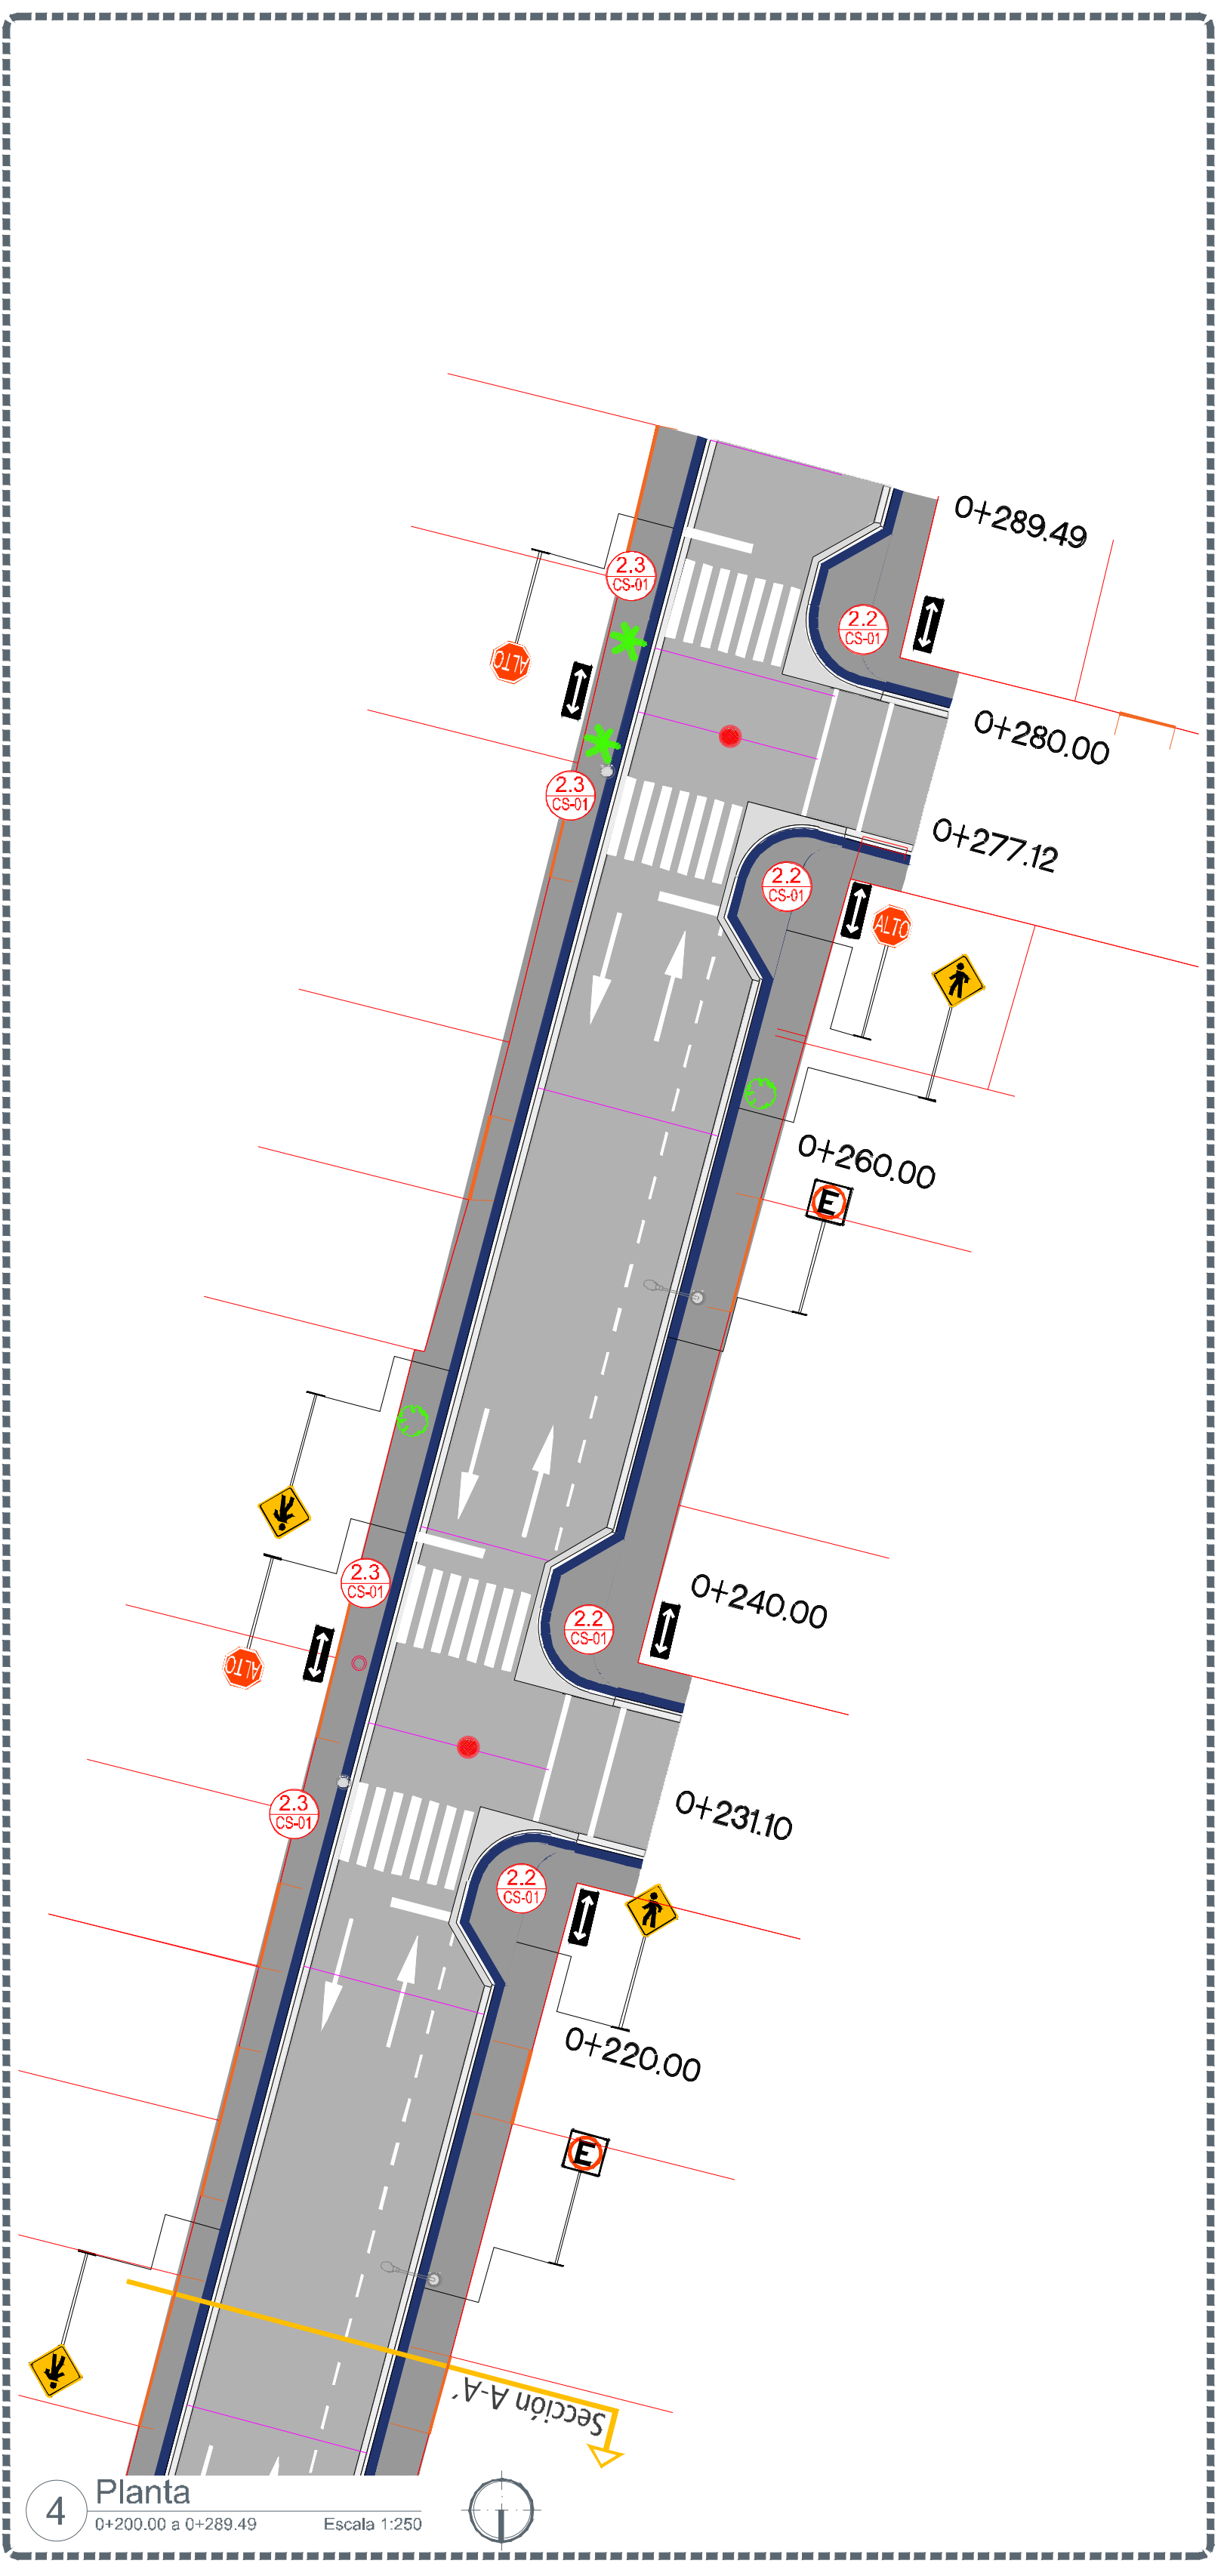 0+289.49
2.3
CS-01
2.2
CS-01
ALTO
0+280.00
2.3
CS-01
0+277.12
2.2
CS-01
ALTO
0+260.00
E
2.3
CS-01
0+240.00
2.2
CS-01
ALTO
2.3
CS-01
0+231.10
2.2
CS-01
0+220.00
E
Sección A-A´
4
Planta
0+200.00 a 0+289.49
Escala 1:250